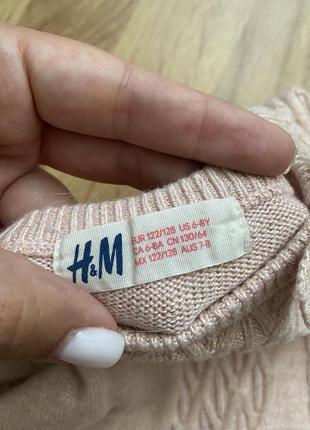 H&M
EUR 122/128 US 6-8Y
CA 6-8A CN 130/64
MX 122/128 AUS 7-8